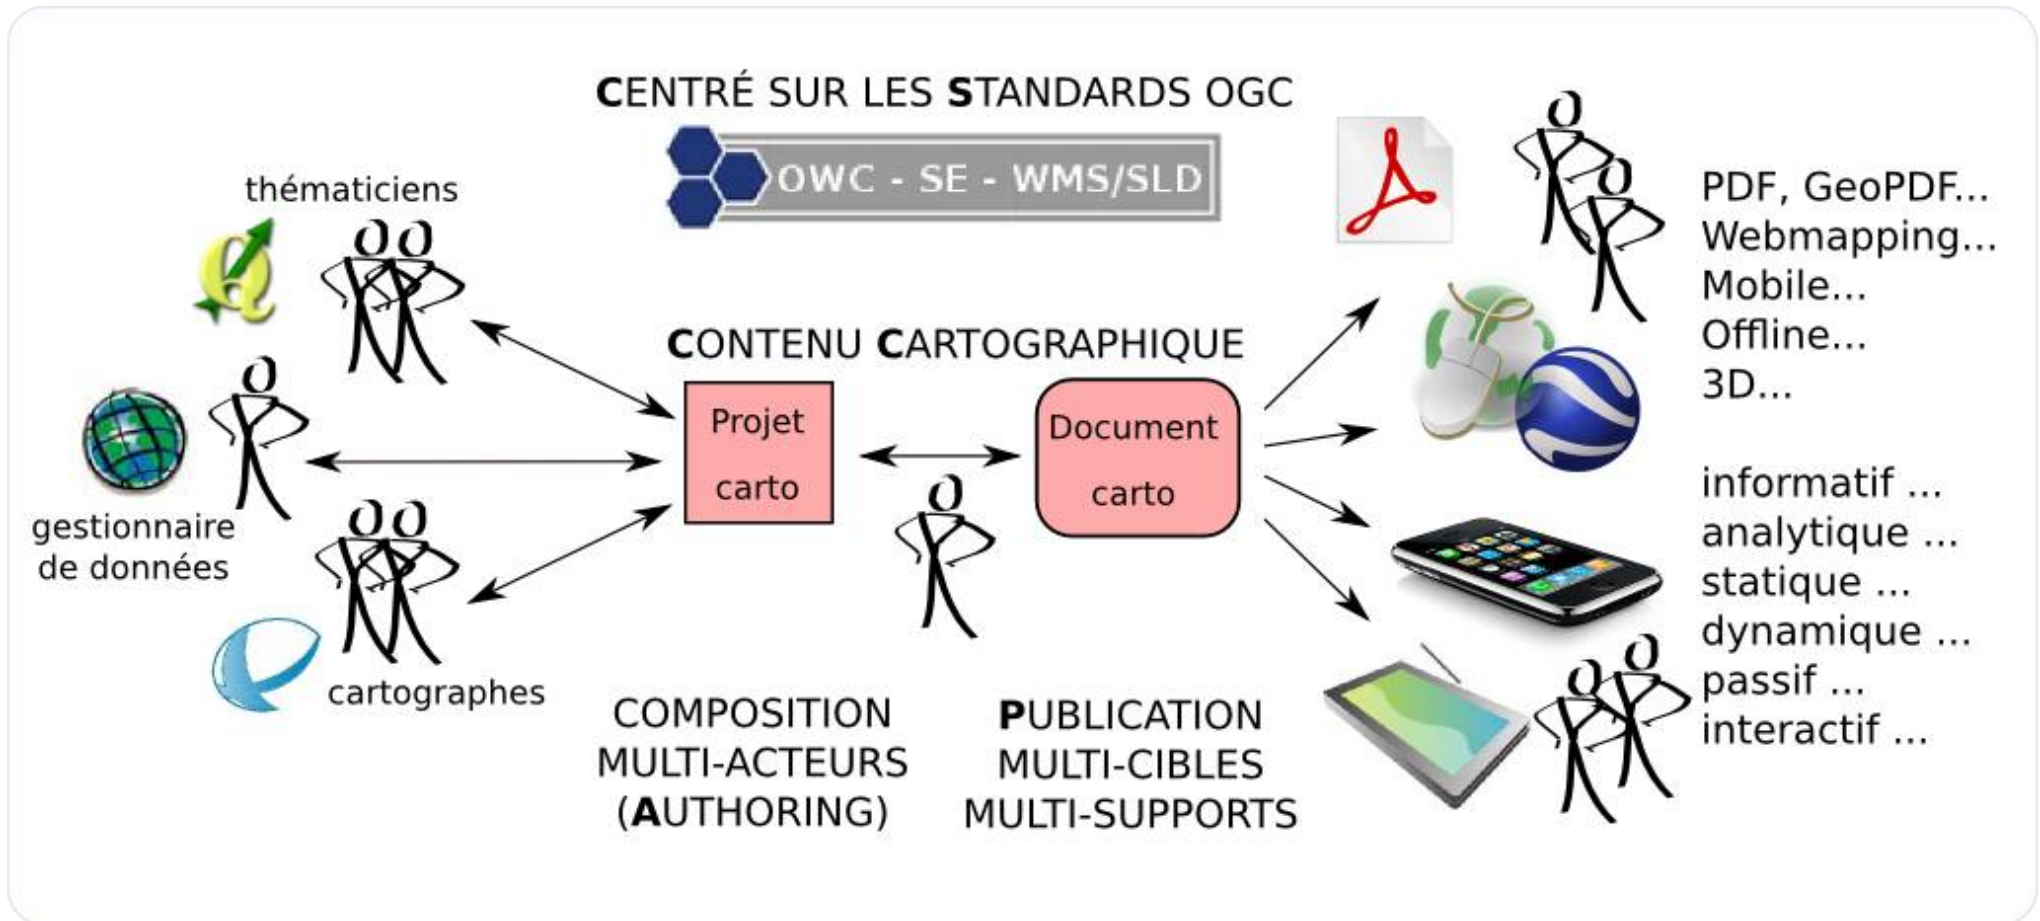 CENTRÉ SUR LES STANDARDS OGC
OWC - SE - WMS/SLD
thématiciens
gestionnaire
de données
cartographes
CONTENU CARTOGRAPHIQUE
Projet
carto
Document
carto
COMPOSITION
MULTI-ACTEURS
(AUTHORING)
PUBLICATION
MULTI-CIBLES
MULTI-SUPPORTS
PDF, GeoPDF...
Webmapping...
Mobile...
Offline...
3D...
informatif ...
analytique ...
statique ...
dynamique ...
passif ...
interactif ...